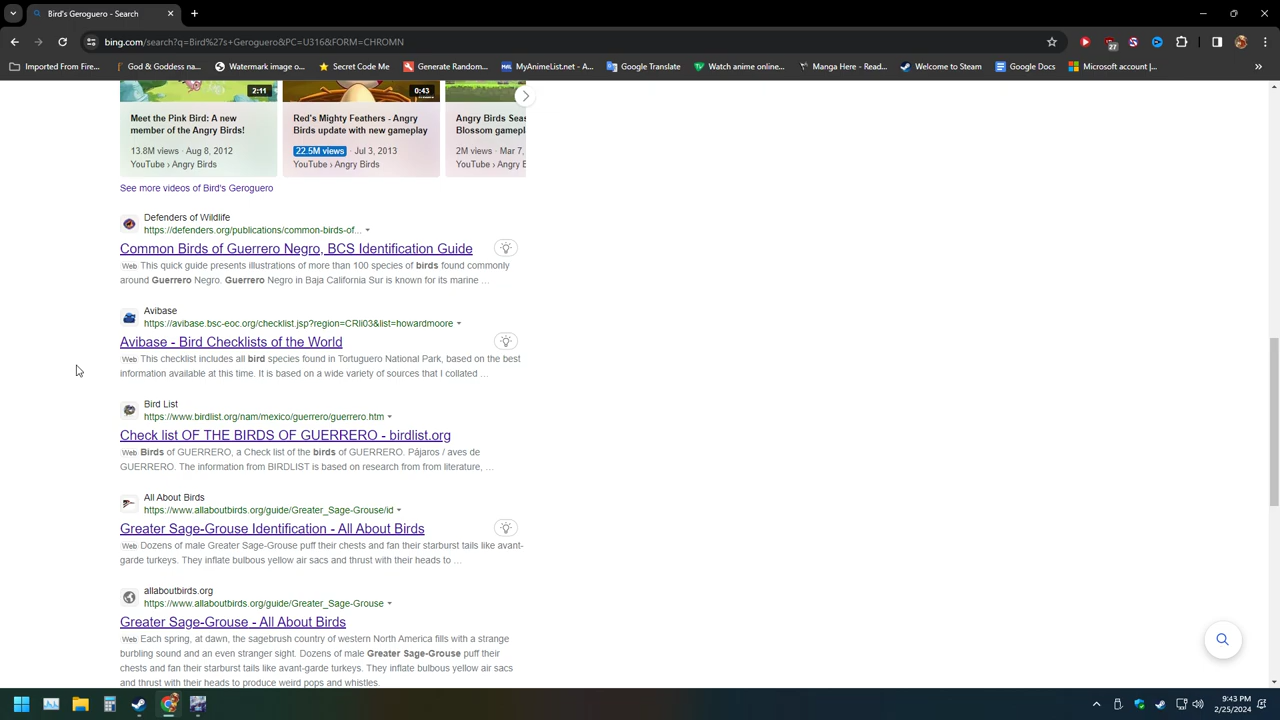 Bird's Geroguero - Search
bing.com/search?q=Bird%27s+Geroguero&PC=U316&FORM=CHROMN
27
Imported From Fire...
God & Goddess na...
Watermark image o...
Secret Code Me
Generate Random...
MyAnimeList.net - A...
Google Translate
Watch anime online...
Manga Here - Readi...
Welcome to Steam
Google Docs
Microsoft account |...
2:11
0:43
Meet the Pink Bird: A new
member of the Angry Birds!
13.8M views · Aug 8, 2012
YouTube › Angry Birds
Red's Mighty Feathers - Angry
Birds update with new gameplay
22.5M views · Jul 3, 2013
YouTube › Angry Birds
Angry Birds Seas
Blossom gamepl
2M views · Mar 7,
YouTube › Angry E
See more videos of Bird's Geroguero
Defenders of Wildlife
https://defenders.org/publications/common-birds-of...
Common Birds of Guerrero Negro, BCS Identification Guide
Web This quick guide presents illustrations of more than 100 species of birds found commonly
around Guerrero Negro. Guerrero Negro in Baja California Sur is known for its marine ...
Avibase
https://avibase.bsc-eoc.org/checklist.jsp?region=CRli03&list=howardmoore
Avibase - Bird Checklists of the World
Web This checklist includes all bird species found in Tortuguero National Park, based on the best
information available at this time. It is based on a wide variety of sources that I collated ...
Bird List
https://www.birdlist.org/nam/mexico/guerrero/guerrero.htm
Check list OF THE BIRDS OF GUERRERO - birdlist.org
Web Birds of GUERRERO, a Check list of the birds of GUERRERO. Pájaros / aves de
GUERRERO. The information from BIRDLIST is based on research from from literature, ...
All About Birds
https://www.allaboutbirds.org/guide/Greater_Sage-Grouse/id
Greater Sage-Grouse Identification - All About Birds
Web Dozens of male Greater Sage-Grouse puff their chests and fan their starburst tails like avant-
garde turkeys. They inflate bulbous yellow air sacs and thrust with their heads to ...
allaboutbirds.org
https://www.allaboutbirds.org/guide/Greater_Sage-Grouse
Greater Sage-Grouse - All About Birds
Web Each spring, at dawn, the sagebrush country of western North America fills with a strange
burbling sound and an even stranger sight. Dozens of male Greater Sage-Grouse puff their
chests and fan their starburst tails like avant-garde turkeys. They inflate bulbous yellow air sacs
and thrust with their heads to produce weird pops and whistles.
9:43 PM
2/25/2024